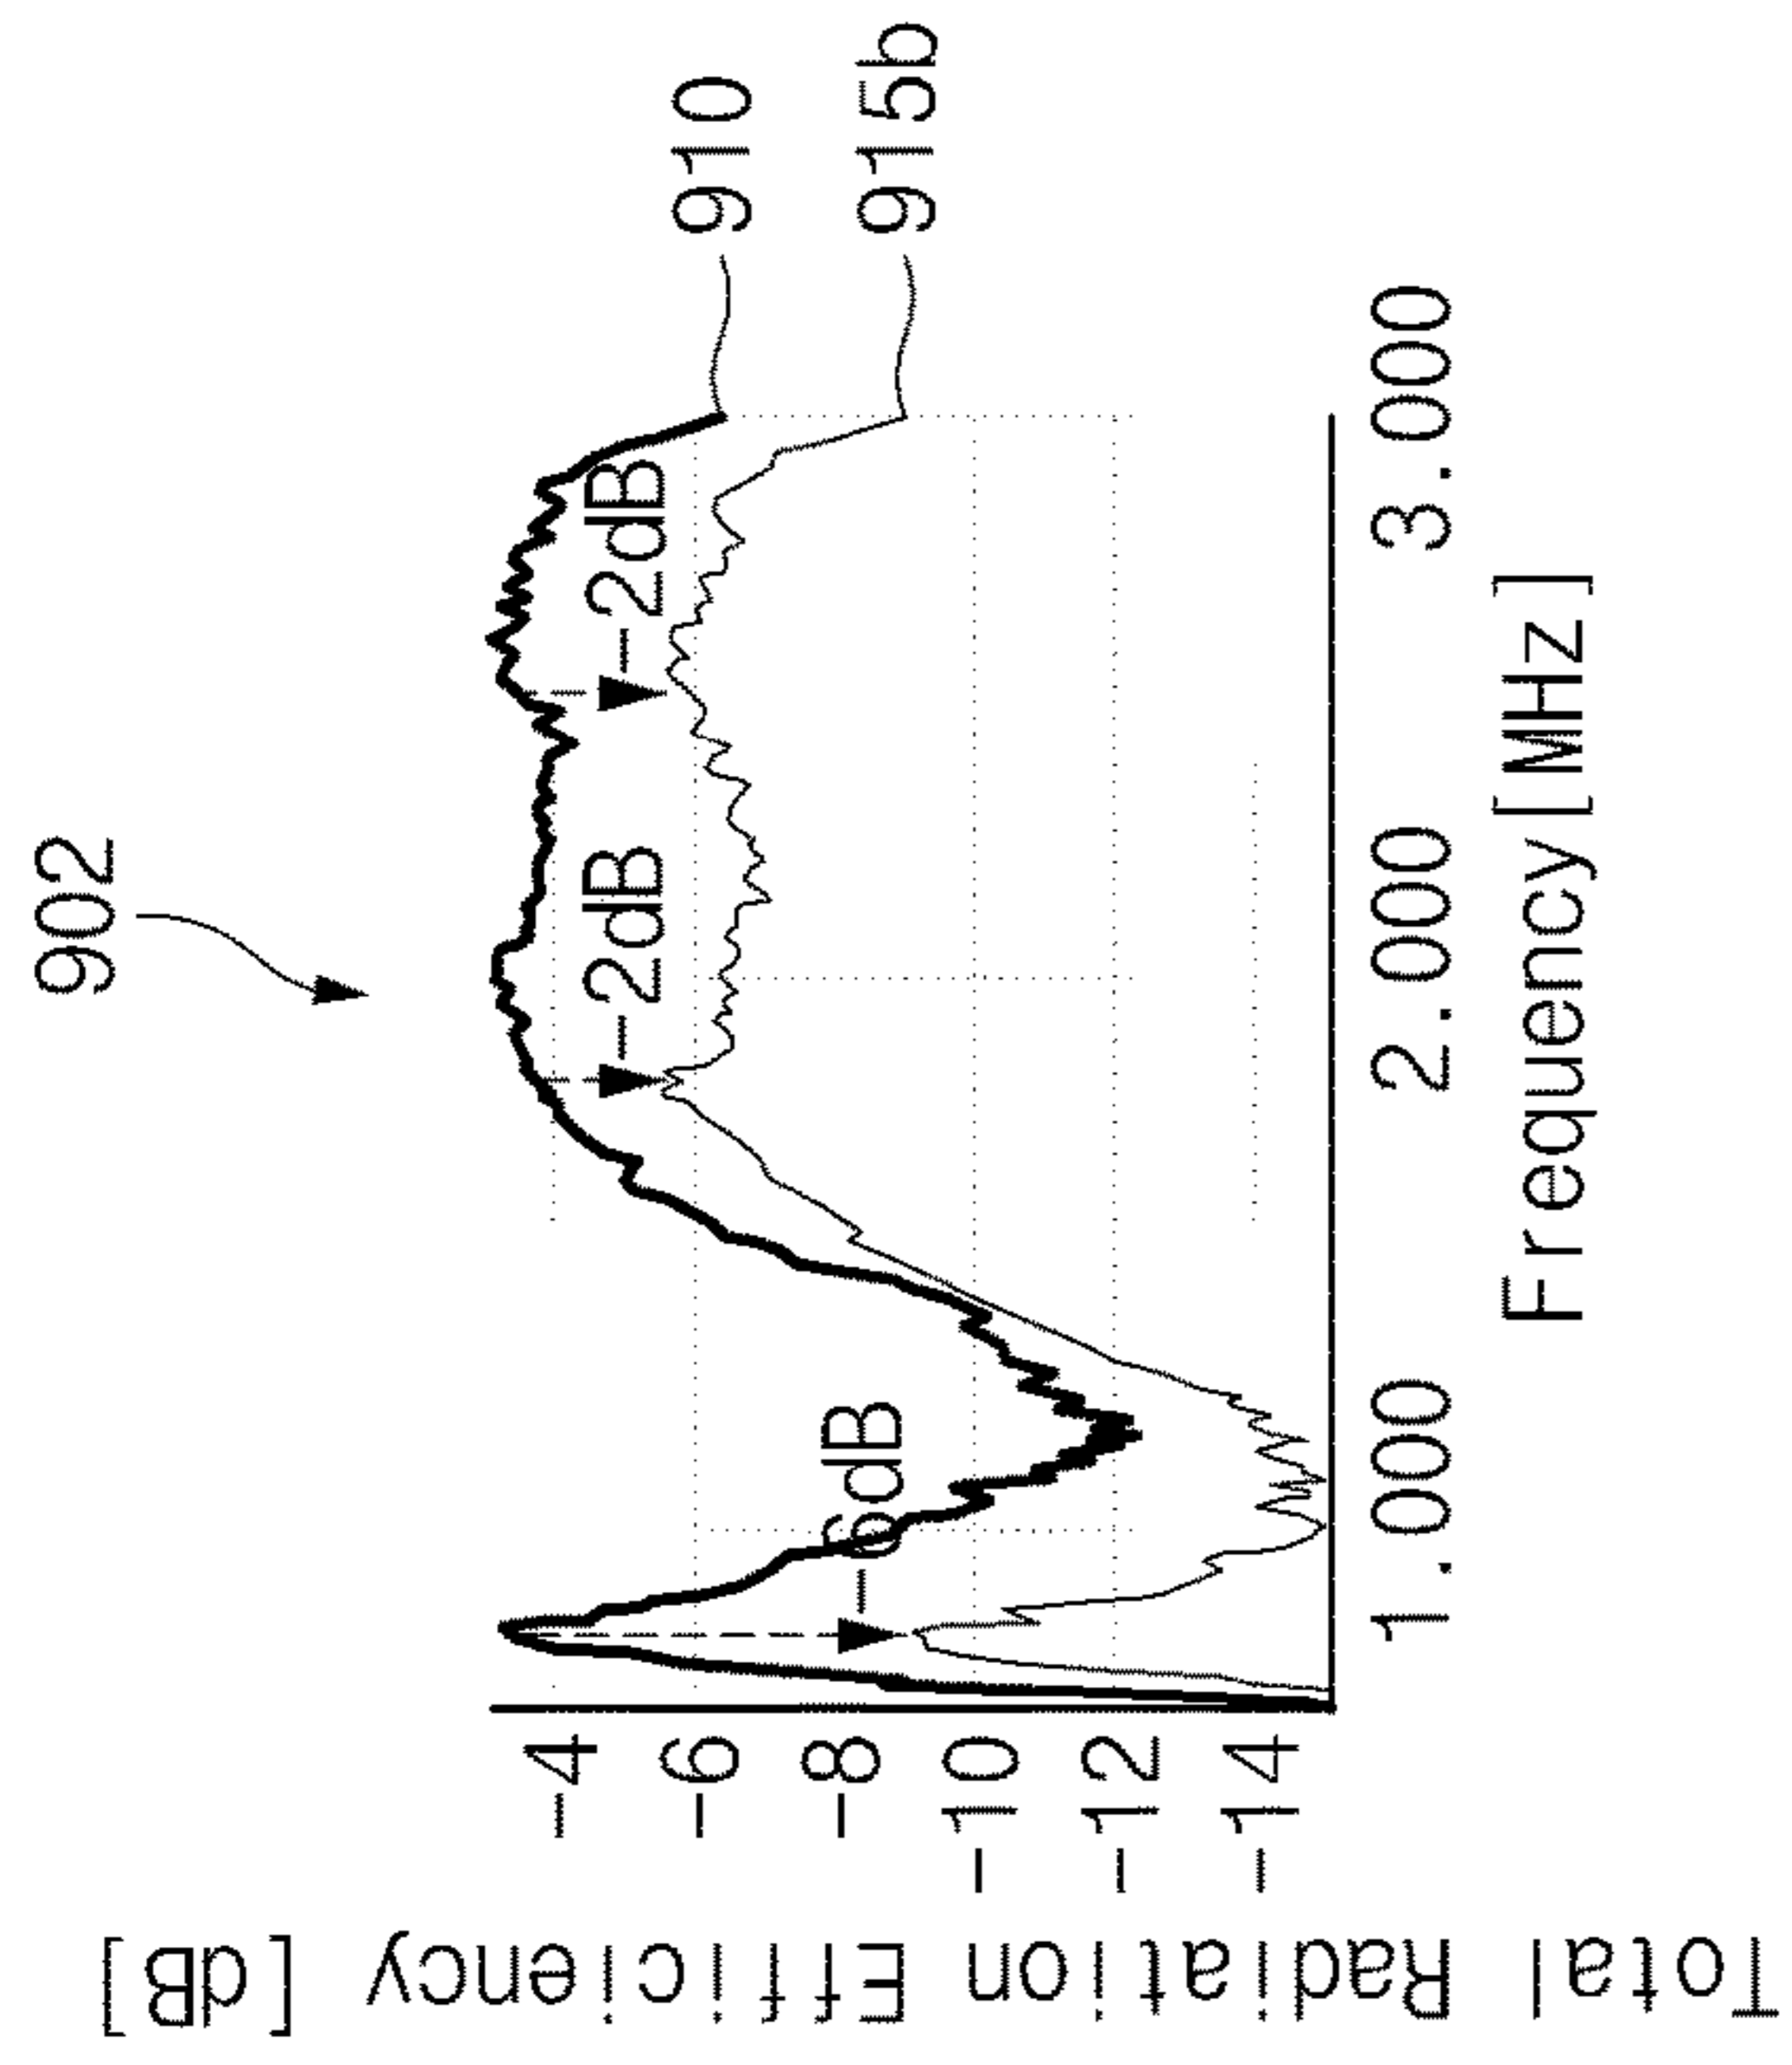 902
Total Radiation Efficiency [dB]
-4
-6
-8
-10
-12
-14
-6dB
-2dB
-2dB
910
915b
1.000
2.000
3.000
Frequency[MHz]